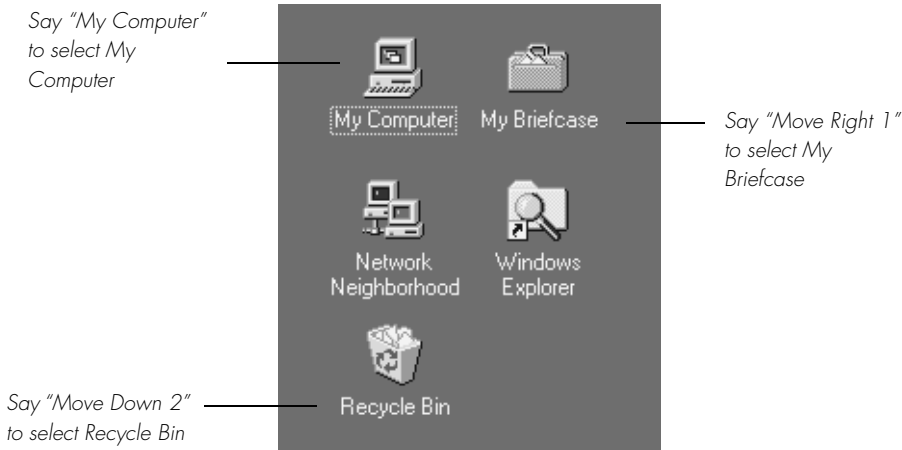 Say “My Computer”
to select My
Computer
My Computer
My Briefcase
Say “Move Right 1”
to select My
Briefcase
Network
Neighborhood
Windows
Explorer
Say “Move Down 2”
to select Recycle Bin
Recycle Bin